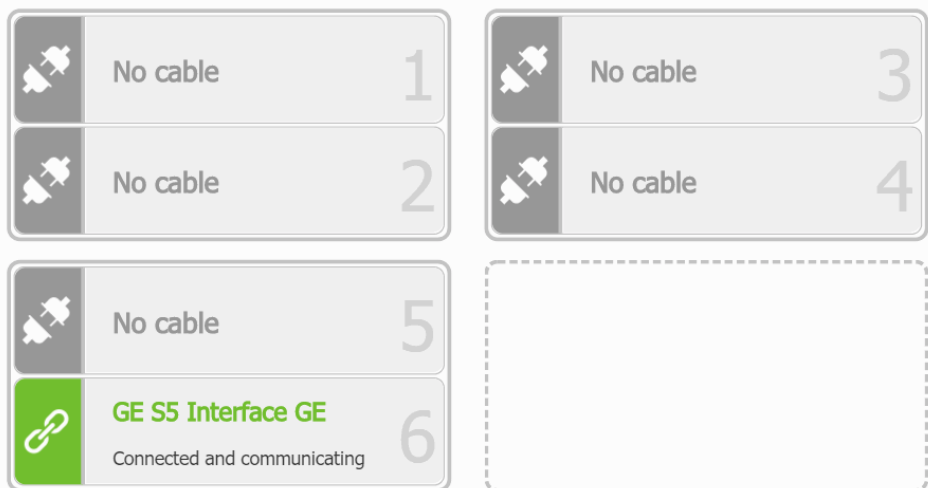 No cable 1
No cable 2
No cable 3
No cable 4
No cable 5
GE S5 Interface GE
Connected and communicating 6